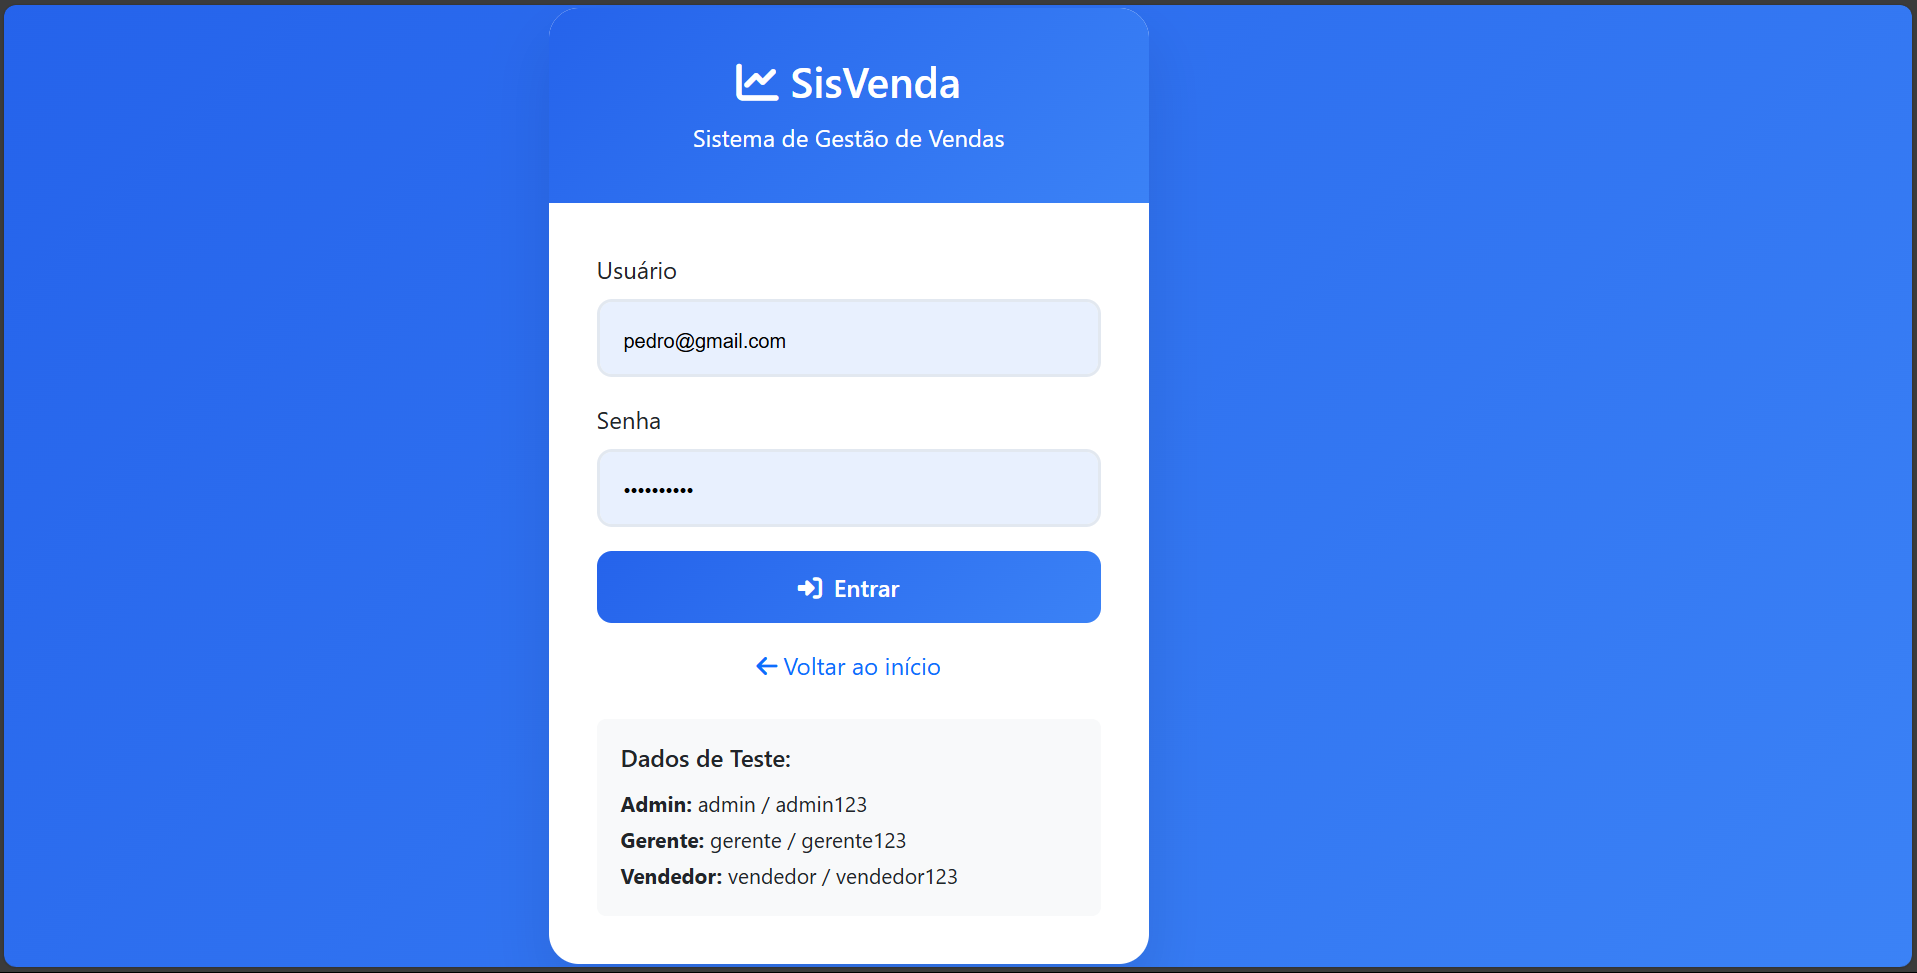 SisVenda
Sistema de Gestão de Vendas
Usuário
pedro@gmail.com
Senha
••••••••••
Entrar
Voltar ao início
Dados de Teste:
Admin: admin / admin123
Gerente: gerente / gerente123
Vendedor: vendedor / vendedor123